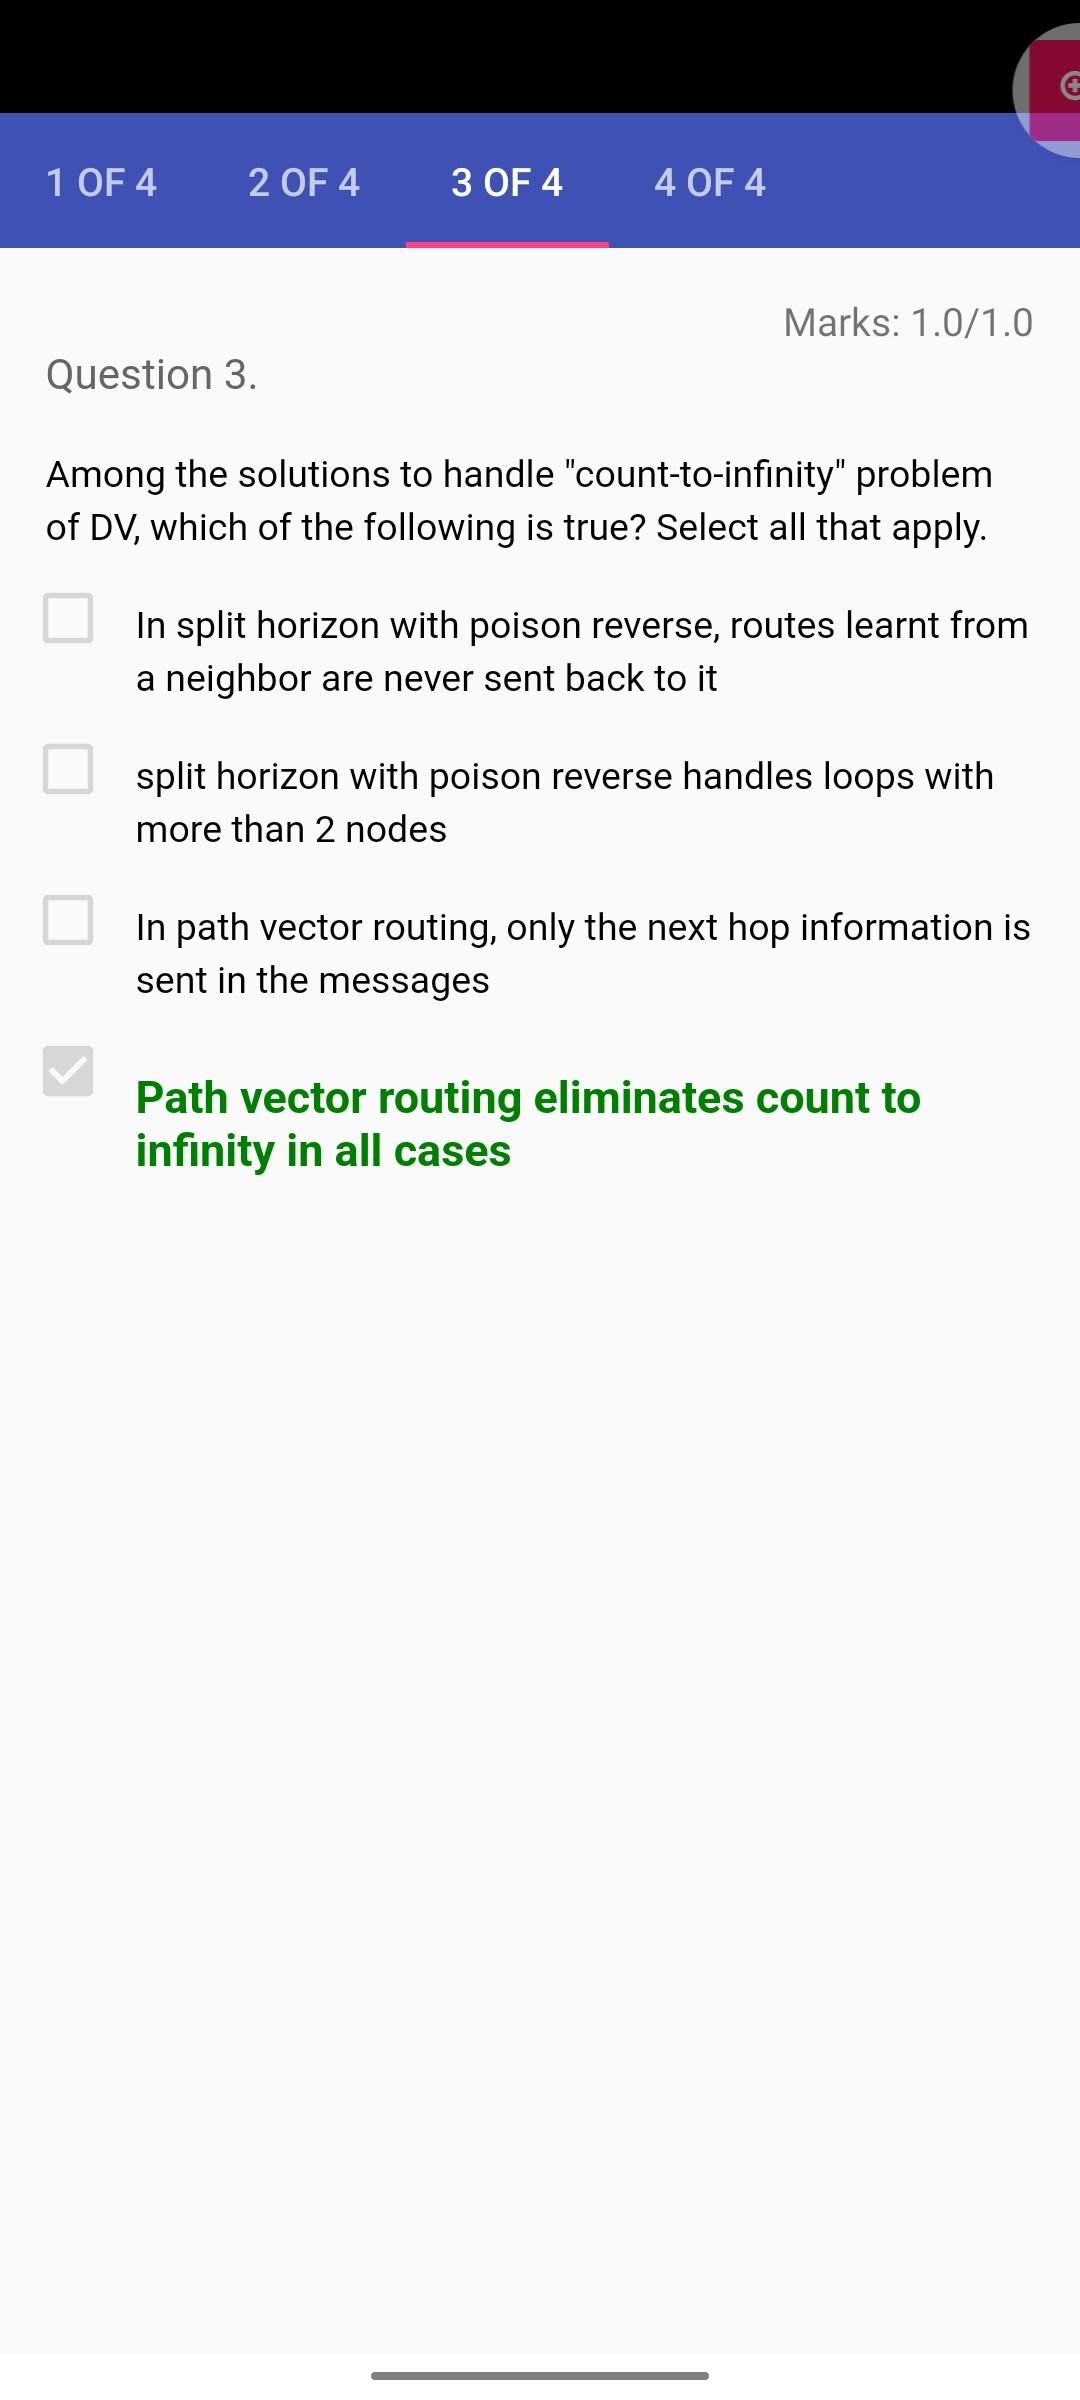 1 OF 4 2 OF 4 3 OF 4 4 OF 4
Marks: 1.0/1.0
Question 3.
Among the solutions to handle "count-to-infinity" problem
of DV, which of the following is true? Select all that apply.
In split horizon with poison reverse, routes learnt from
a neighbor are never sent back to it
split horizon with poison reverse handles loops with
more than 2 nodes
In path vector routing, only the next hop information is
sent in the messages
Path vector routing eliminates count to
infinity in all cases